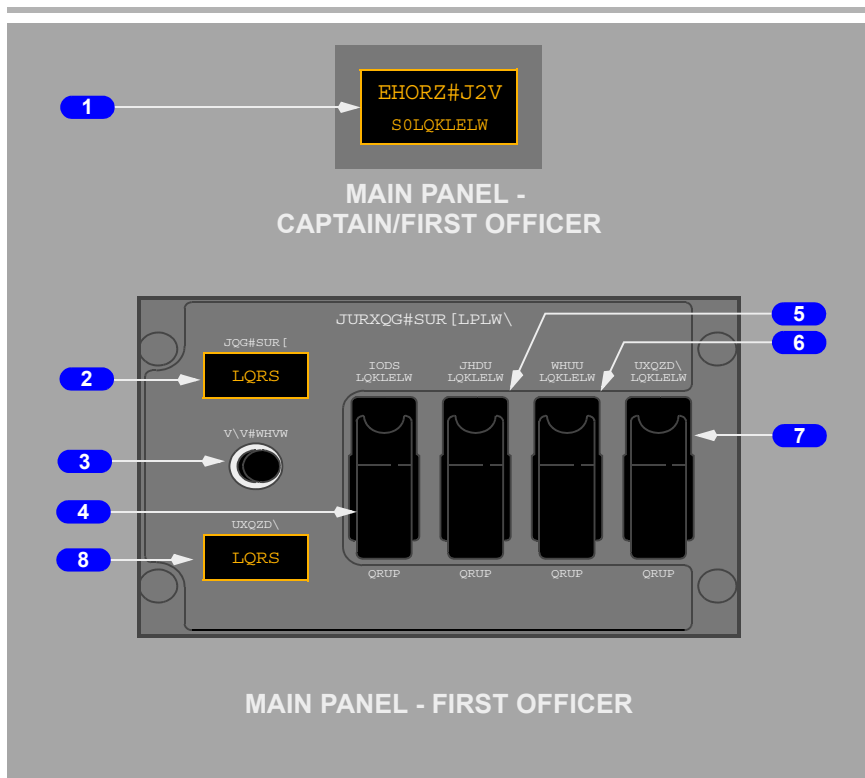 1
EHORZ#J2V
S0LQKLELW
MAIN PANEL -
CAPTAIN/FIRST OFFICER
5
JURXQG#SUR[LPLW\
6
JQG#SUR[
IODS
LQKLELW
JHDU
LQKLELW
WHUU
LQKLELW
UXQZD\
LQKLELW
2
LQRS
7
V\V#WHVW
3
4
UXQZD\
8
LQRS
QRUP
QRUP
QRUP
QRUP
MAIN PANEL - FIRST OFFICER